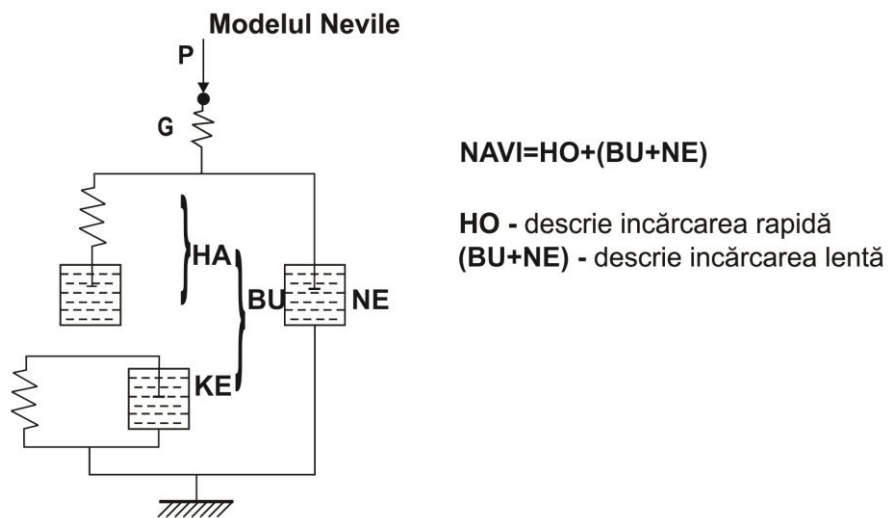 Modelul Nevile
P
G
NAVI=HO+(BU+NE)
HO - descrie incărcarea rapidă
(BU+NE) - descrie incărcarea lentă
HA
BU
NE
KE